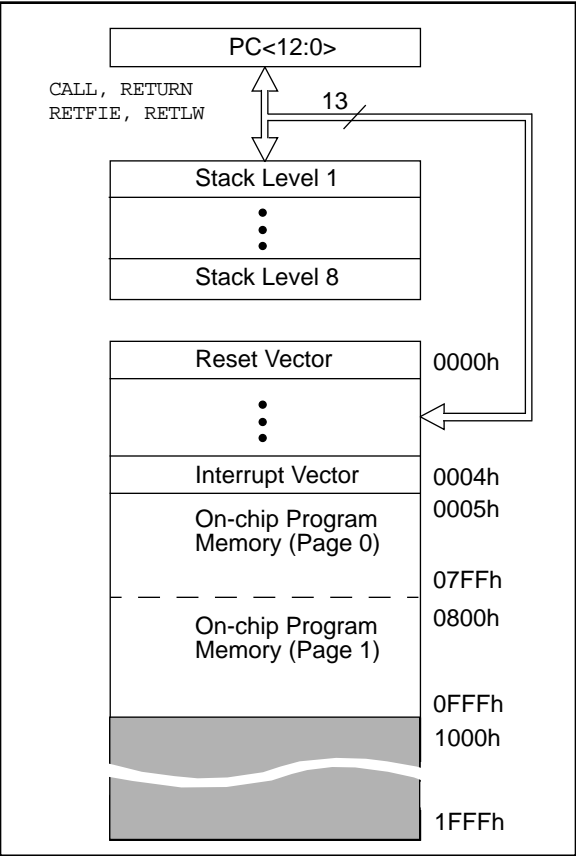 PC<12:0>
CALL, RETURN
RETFIE, RETLW
13
Stack Level 1
Stack Level 8
Reset Vector
0000h
Interrupt Vector
0004h
0005h
On-chip Program
Memory (Page 0)
07FFh
0800h
On-chip Program
Memory (Page 1)
0FFFh
1000h
1FFFh